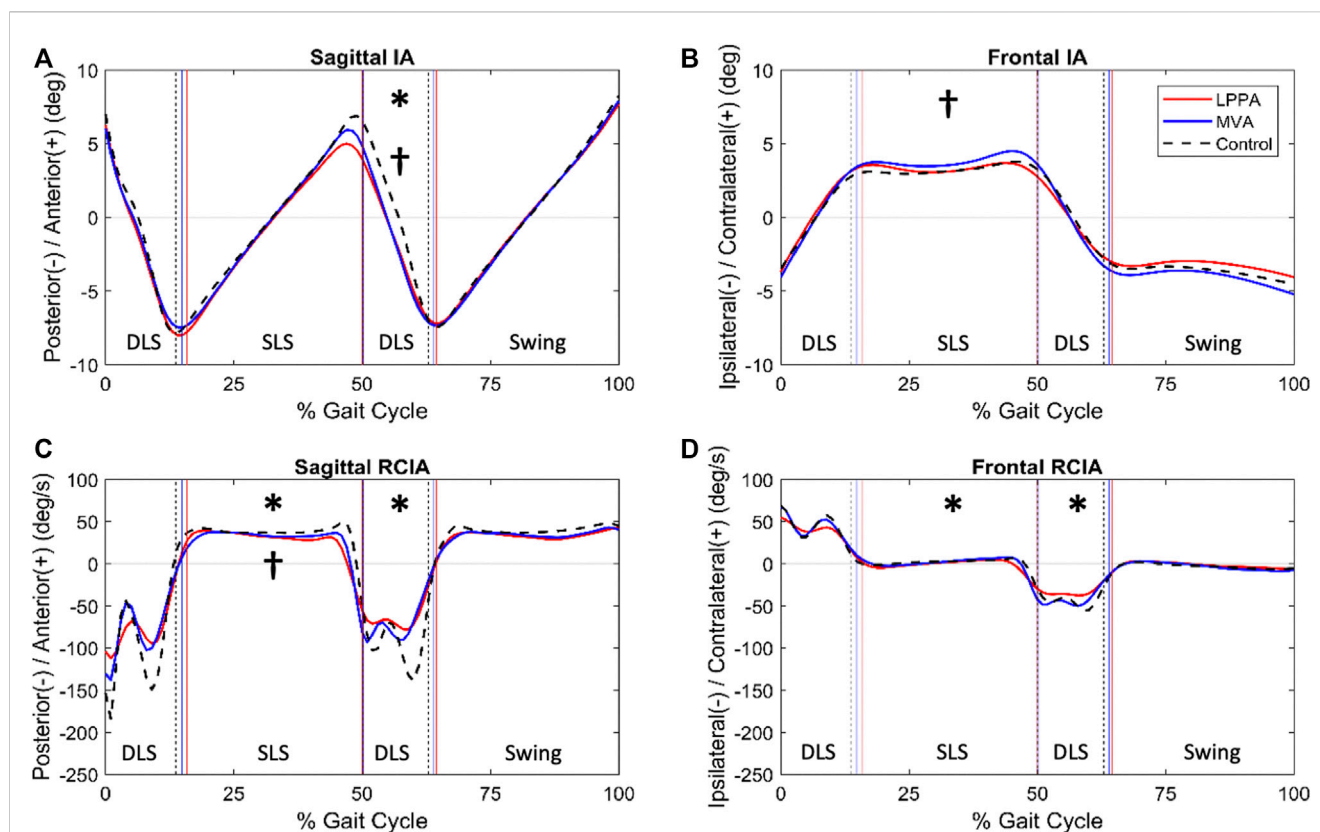 A
Sagittal IA
Posterior(-) / Anterior(+) (deg)
10
5
0
-5
-10
*
†
DLS
SLS
DLS
Swing
0
25
50
75
100
% Gait Cycle
B
Frontal IA
Ipsilateral(-) / Contralateral(+) (deg)
10
5
0
-5
-10
†
LPPA
MVA
Control
DLS
SLS
DLS
Swing
0
25
50
75
100
% Gait Cycle
C
Sagittal RCIA
Posterior(-) / Anterior(+) (deg/s)
100
50
0
-50
-100
-150
-200
-250
*
*
†
DLS
SLS
DLS
Swing
0
25
50
75
100
% Gait Cycle
D
Frontal RCIA
Ipsilateral(-) / Contralateral(+) (deg/s)
100
50
0
-50
-100
-150
-200
-250
*
*
DLS
SLS
DLS
Swing
0
25
50
75
100
% Gait Cycle